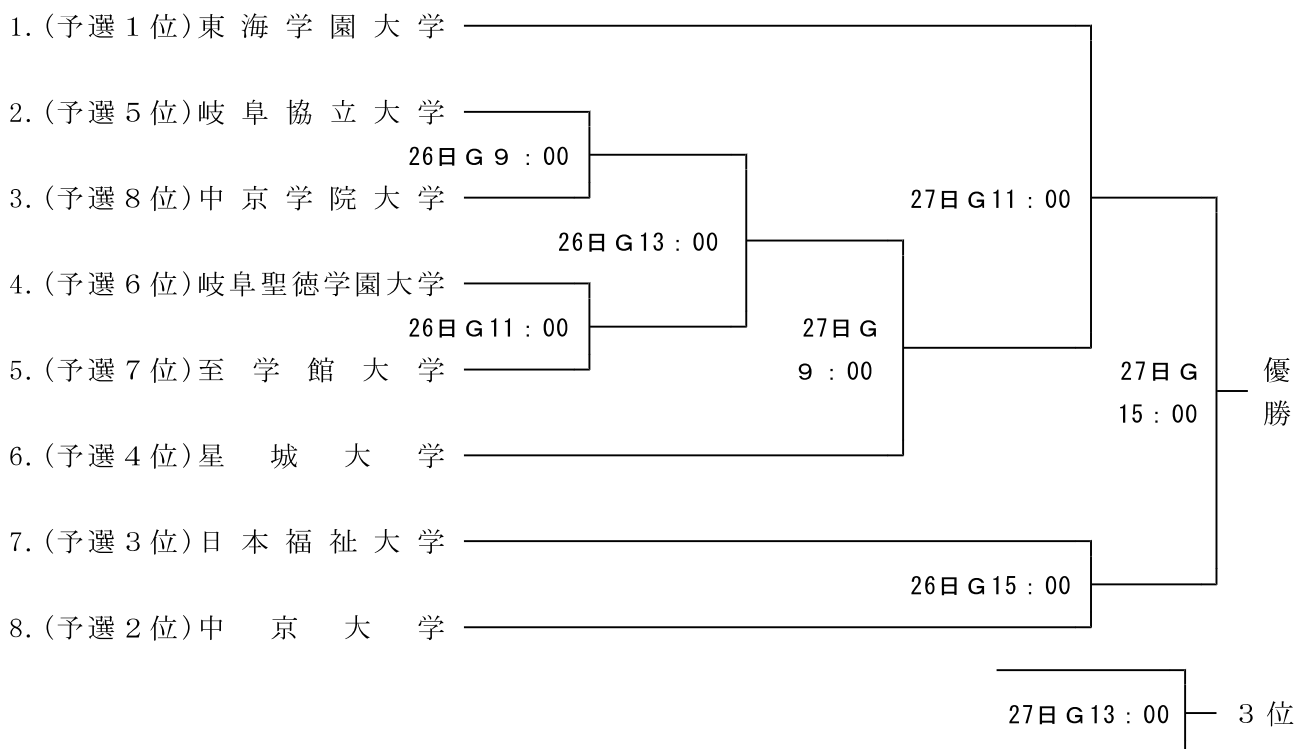 1. (予選1位)東海学園大学
2. (予選5位)岐阜協立大学
26日G 9：00
3. (予選8位)中京学院大学
27日G11：00
26日G13：00
4. (予選6位)岐阜聖徳学園大学
26日G11：00
27日G
9：00
5. (予選7位)至学館大学
27日G
15：00
優
勝
6. (予選4位)星城大学
7. (予選3位)日本福祉大学
26日G15：00
8. (予選2位)中京大学
27日G13：00
3位